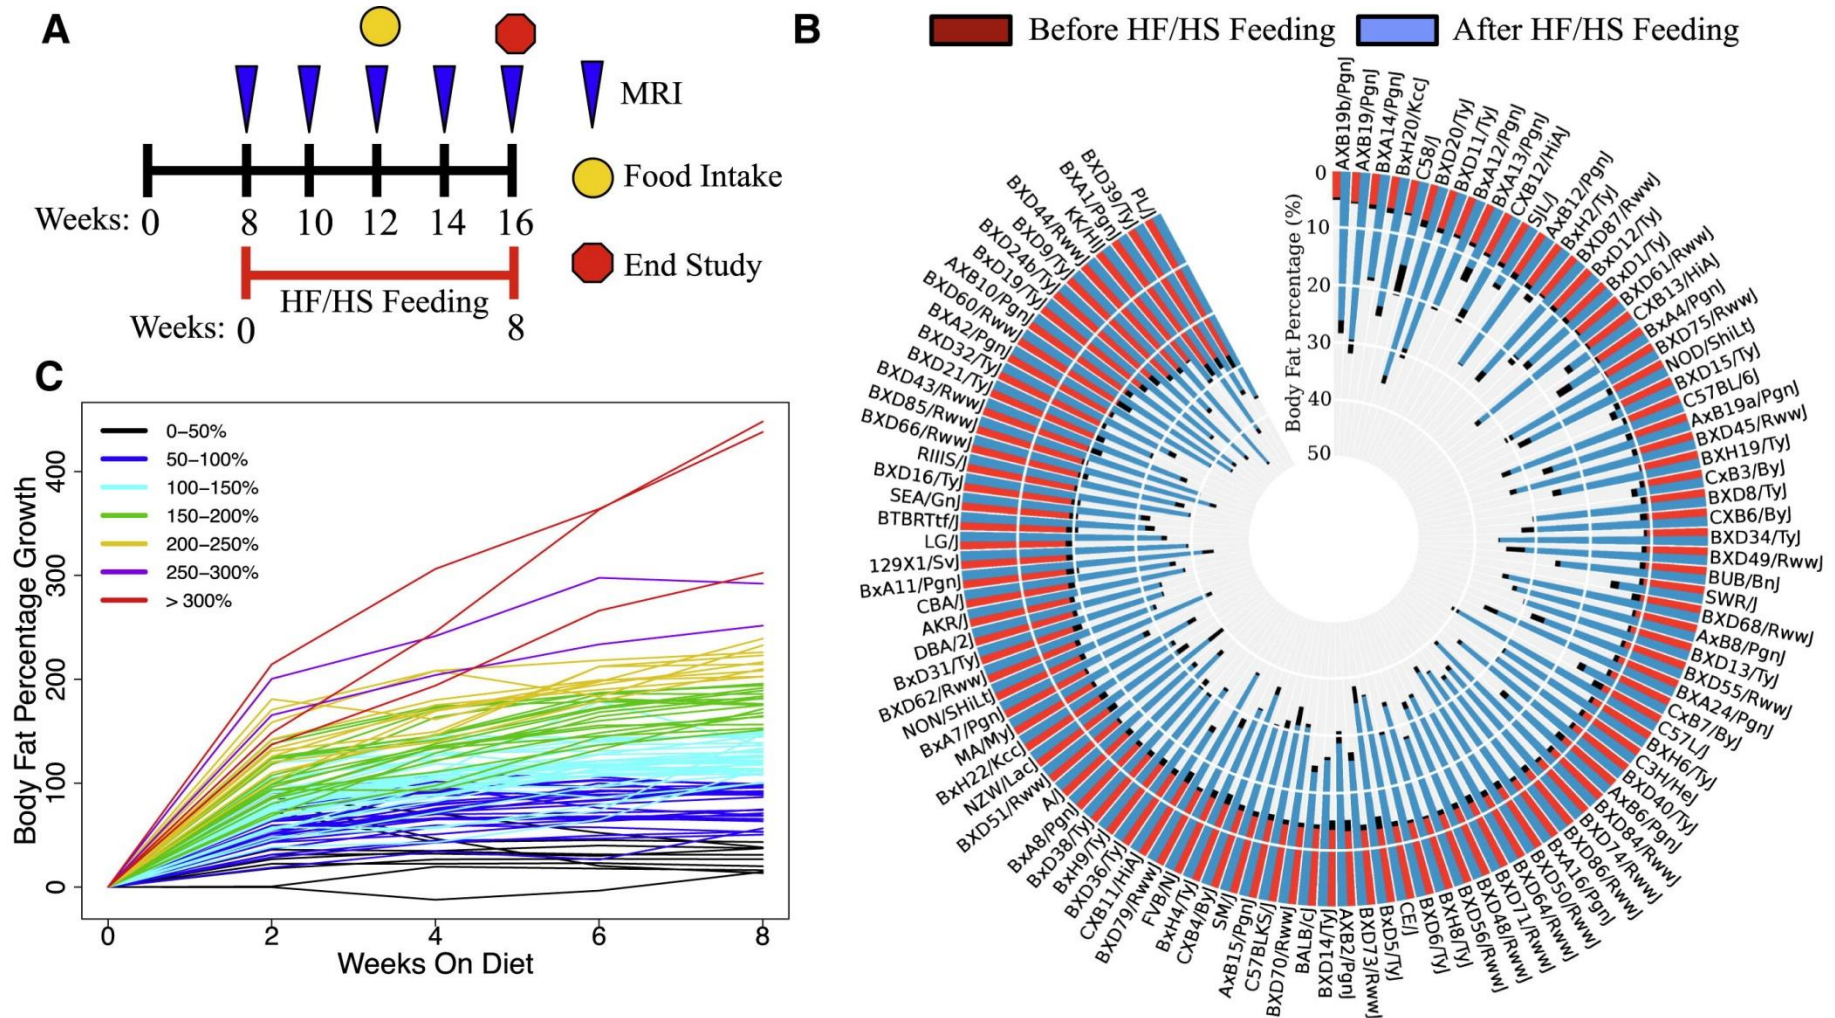 A
MRI
Food Intake
End Study
Weeks: 0 8 10 12 14 16
HF/HS Feeding
Weeks: 0 8
B
Before HF/HS Feeding After HF/HS Feeding
Body Fat Percentage (%)
0
10
20
30
40
50
AXB19b/PgnJ
AXB19/PgnJ
BXA14/PgnJ
BxH20/KccJ
C58/J
BXD20/TyJ
BXD11/TyJ
BxA12/PgnJ
BXA13/PgnJ
CXB12/HiAJ
SJL/J
AxB12/PgnJ
BxH2/TyJ
BXD87/RwwJ
BxD12/TyJ
BxD1/TyJ
BXD61/RwwJ
CXB13/HiAJ
BxA4/PgnJ
BXD75/RwwJ
NOD/ShiLtJ
BXD15/TyJ
C57BL/6J
AxB19a/PgnJ
BXD45/RwwJ
BXH19/TyJ
CxB3/ByJ
BXD8/TyJ
CXB6/ByJ
BXD34/TyJ
BXD49/RwwJ
BUB/BnJ
SWR/J
BXD68/RwwJ
AxB8/PgnJ
BXD13/TyJ
BXD55/RwwJ
BXA24/PgnJ
CxB7/ByJ
C57L/J
BXH6/TyJ
C3H/HeJ
BXD40/TyJ
AxB6/PgnJ
BXD84/RwwJ
BXD74/RwwJ
BXD86/RwwJ
BxA16/PgnJ
BXD50/RwwJ
BXD64/RwwJ
BXD71/RwwJ
BXD48/RwwJ
BXD56/RwwJ
BXH8/TyJ
BXD6/TyJ
CE/J
BxD5/TyJ
BXD73/RwwJ
AXB2/PgnJ
BXD14/TyJ
BALB/cJ
BXD70/RwwJ
C57BLKS/J
AxB15/PgnJ
SM/J
CXB4/ByJ
BxH4/TyJ
FVB/NJ
BXD79/RwwJ
CXB11/HiAJ
BXD36/TyJ
BxH9/TyJ
BxD38/TyJ
BxA8/PgnJ
A/J
BXD51/RwwJ
NZW/LacJ
BxH22/KccJ
MA/MyJ
BxA7/PgnJ
NON/ShiLtJ
BXD62/RwwJ
BxD31/TyJ
DBA/2J
AKR/J
CBA/J
BxA11/PgnJ
129X1/SvJ
LG/J
BTBRTtf/J
SEA/GnJ
BXD16/TyJ
RIIIS/J
BXD66/RwwJ
BXD85/RwwJ
BXD43/RwwJ
BXD21/TyJ
BXD32/TyJ
BXA2/PgnJ
BXD60/RwwJ
AXB10/PgnJ
BxD19/TyJ
BXD24b/TyJ
BXD9/TyJ
BXD44/RwwJ
KK/HIJ
BXA1/PgnJ
BXD39/TyJ
PL/J
C
Body Fat Percentage Growth
400
300
200
100
0
0–50%
50–100%
100–150%
150–200%
200–250%
250–300%
> 300%
0 2 4 6 8
Weeks On Diet